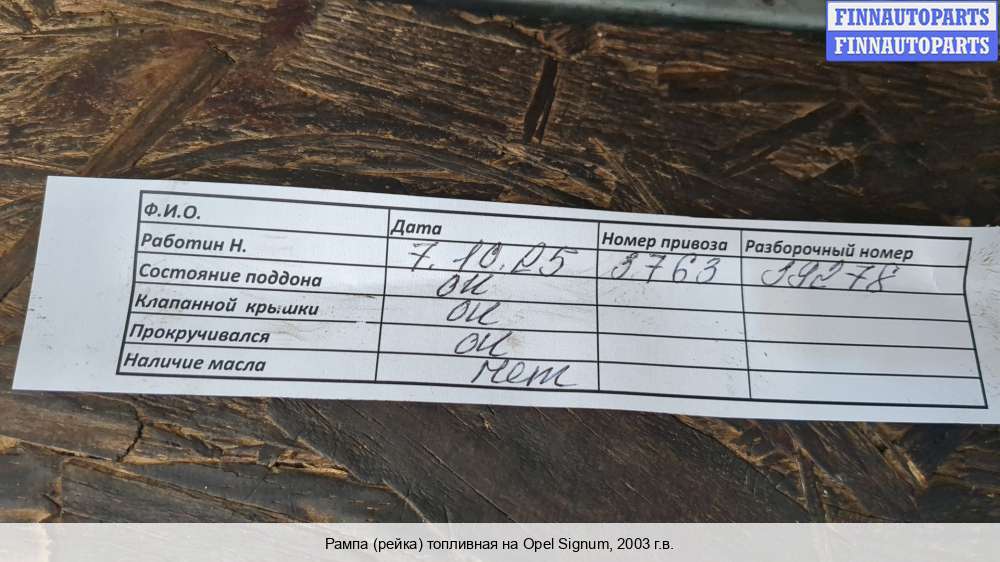 FINNAUTOPARTS
FINNAUTOPARTS
Ф.И.О. Дата Номер привоза Разборочный номер
Работин Н. 7.10.25 3763 39278
Состояние поддона ок
Клапанной крышки ок
Прокручивался ок
Наличие масла нет
Рампа (рейка) топливная на Opel Signum, 2003 г.в.